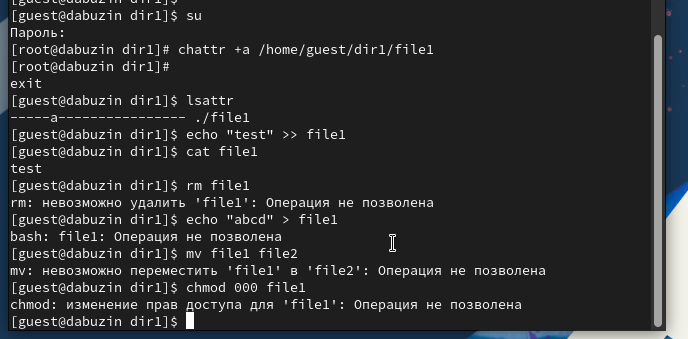 [guest@dabuzin dir1]$
[guest@dabuzin dir1]$ su
Пароль:
[root@dabuzin dir1]# chattr +a /home/guest/dir1/file1
[root@dabuzin dir1]#
exit
[guest@dabuzin dir1]$ lsattr
-----a---------------- ./file1
[guest@dabuzin dir1]$ echo "test" >> file1
[guest@dabuzin dir1]$ cat file1
test
[guest@dabuzin dir1]$ rm file1
rm: невозможно удалить 'file1': Операция не позволена
[guest@dabuzin dir1]$ echo "abcd" > file1
bash: file1: Операция не позволена
[guest@dabuzin dir1]$ mv file1 file2
mv: невозможно переместить 'file1' в 'file2': Операция не позволена
[guest@dabuzin dir1]$ chmod 000 file1
chmod: изменение прав доступа для 'file1': Операция не позволена
[guest@dabuzin dir1]$